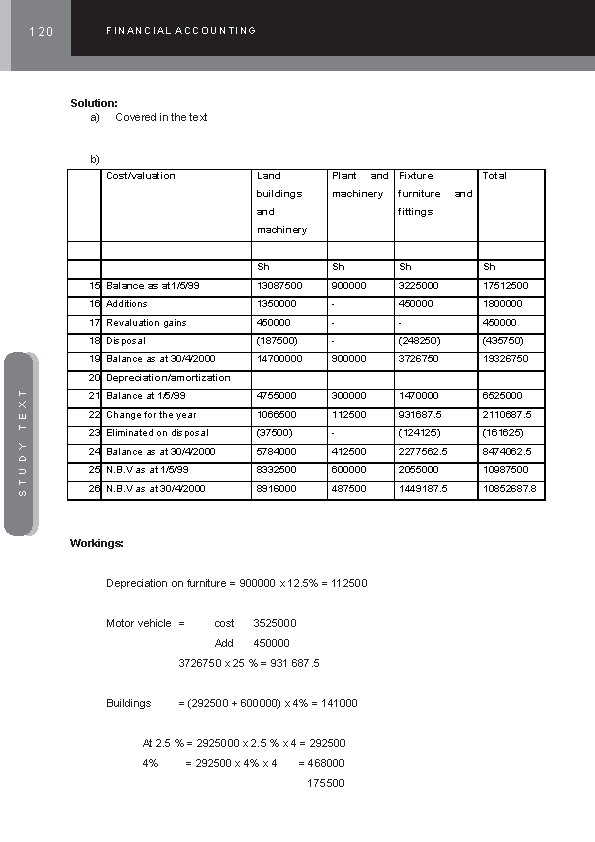 120 FINANCIAL ACCOUNTING
Solution:
a) Covered in the text
b)
Cost/valuation Land buildings and machinery Plant and machinery Fixture furniture and fittings Total
Sh Sh Sh Sh
15 Balance as at 1/5/99 13087500 900000 3225000 17512500
16 Additions 1350000 - 450000 1800000
17 Revaluation gains 450000 - - 450000
18 Disposal (187500) - (248250) (435750)
19 Balance as at 30/4/2000 14700000 900000 3726750 19326750
20 Depreciation/amortization
21 Balance at 1/5/99 4755000 300000 1470000 6525000
22 Change for the year 1066500 112500 931687.5 2110687.5
23 Eliminated on disposal (37500) - (124125) (161625)
24 Balance as at 30/4/2000 5784000 412500 2277562.5 8474062.5
25 N.B.V as at 1/5/99 8332500 600000 2055000 10987500
26 N.B.V as at 30/4/2000 8916000 487500 1449187.5 10852687.8
STUDY TEXT
Workings:
Depreciation on furniture = 900000 x 12.5% = 112500
Motor vehicle = cost 3525000
Add 450000
3726750 x 25 % = 931 687.5
Buildings = (292500 + 600000) x 4% = 141000
At 2.5 % = 2925000 x 2.5 % x 4 = 292500
4% = 292500 x 4% x 4 = 468000
175500